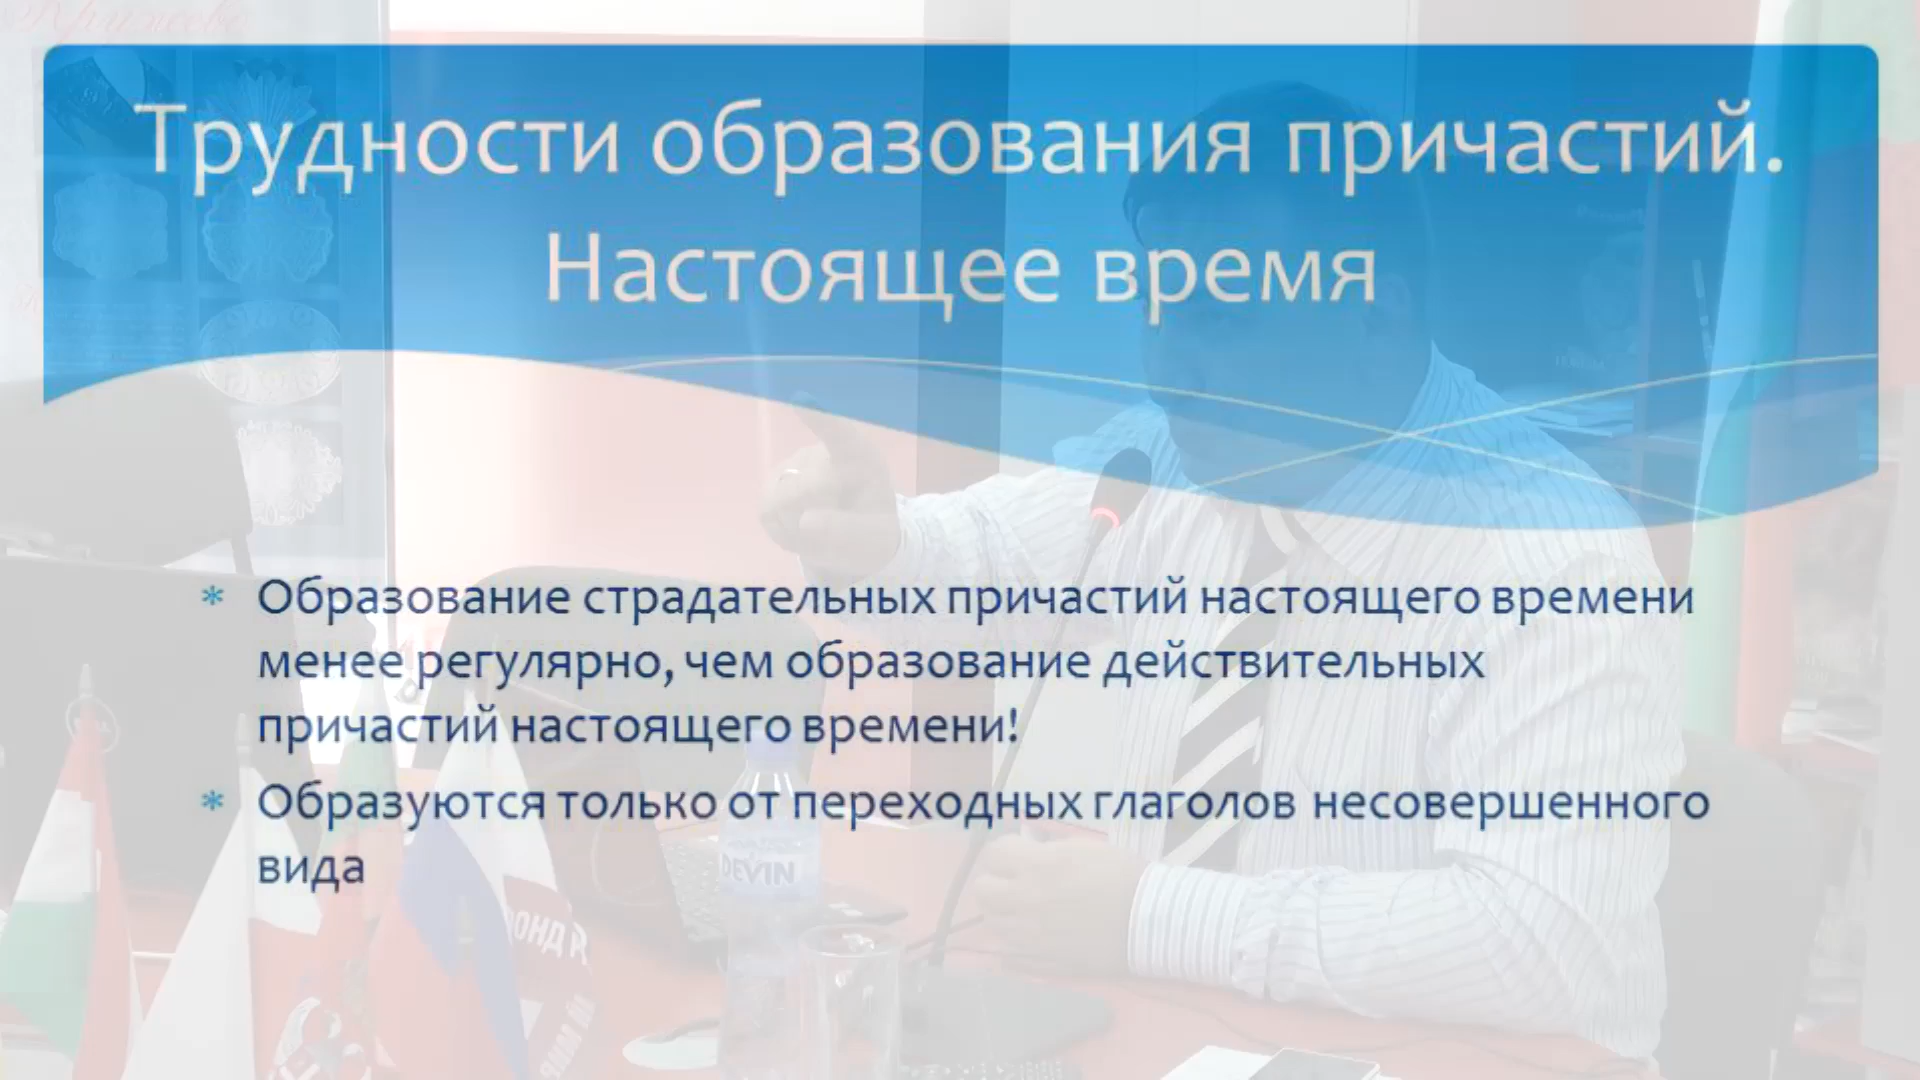 Трудности образования причастий.
Настоящее время
* Образование страдательных причастий настоящего времени
менее регулярно, чем образование действительных
причастий настоящего времени!
* Образуются только от переходных глаголов несовершенного
вида
DEVIN